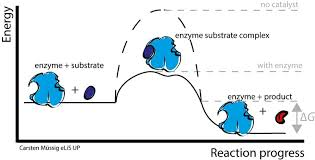 Energy
no catalyst
enzyme substrate complex
enzyme + substrate
with enzyme
+
enzyme + product
+
ΔG
Carsten Müssig eLiS UP
Reaction progress